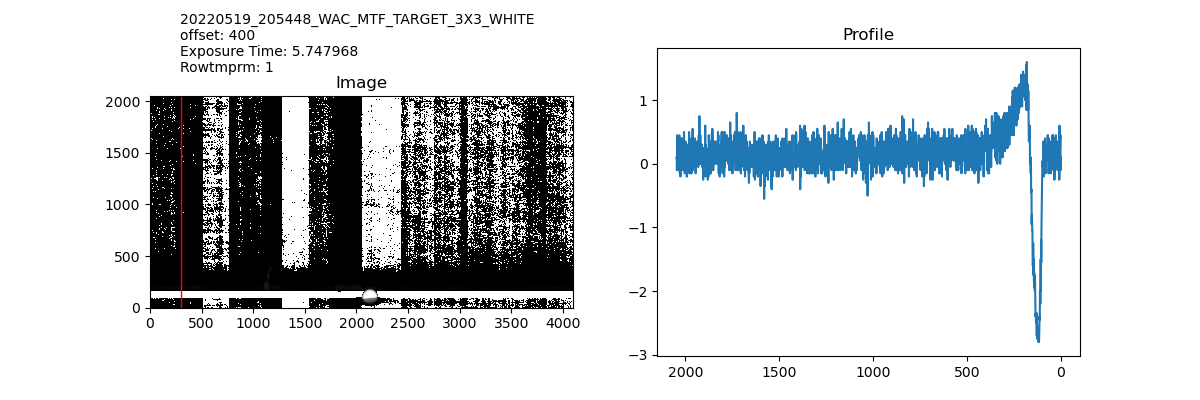 20220519_205448_WAC_MTF_TARGET_3X3_WHITE
offset: 400
Exposure Time: 5.747968
Rowtmprm: 1
Image
2000
1500
1000
500
0
0 500 1000 1500 2000 2500 3000 3500 4000
Profile
1
0
−1
−2
−3
2000 1500 1000 500 0